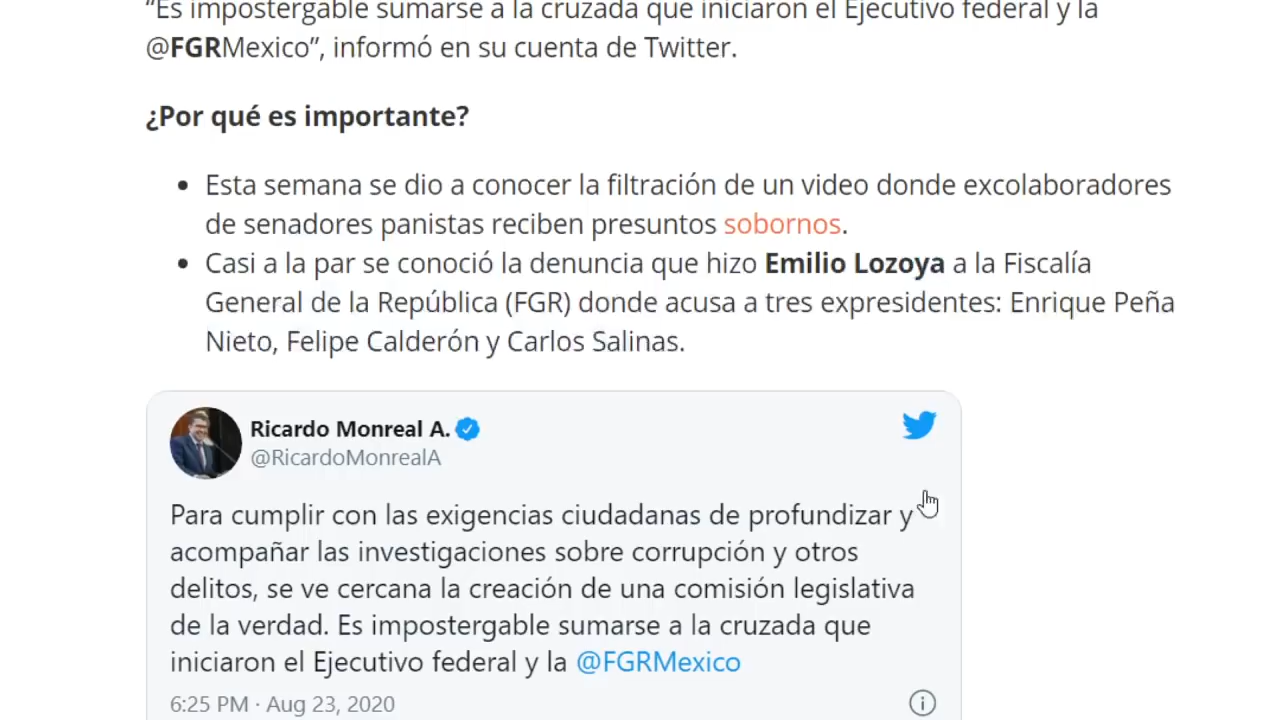 “Es impostergable sumarse a la cruzada que iniciaron el Ejecutivo federal y la
@FGRMexico”, informó en su cuenta de Twitter.
¿Por qué es importante?
• Esta semana se dio a conocer la filtración de un video donde excolaboradores
de senadores panistas reciben presuntos sobornos.
• Casi a la par se conoció la denuncia que hizo Emilio Lozoya a la Fiscalía
General de la República (FGR) donde acusa a tres expresidentes: Enrique Peña
Nieto, Felipe Calderón y Carlos Salinas.
Ricardo Monreal A.
@RicardoMonrealA
Para cumplir con las exigencias ciudadanas de profundizar y
acompañar las investigaciones sobre corrupción y otros
delitos, se ve cercana la creación de una comisión legislativa
de la verdad. Es impostergable sumarse a la cruzada que
iniciaron el Ejecutivo federal y la @FGRMexico
6:25 PM · Aug 23, 2020